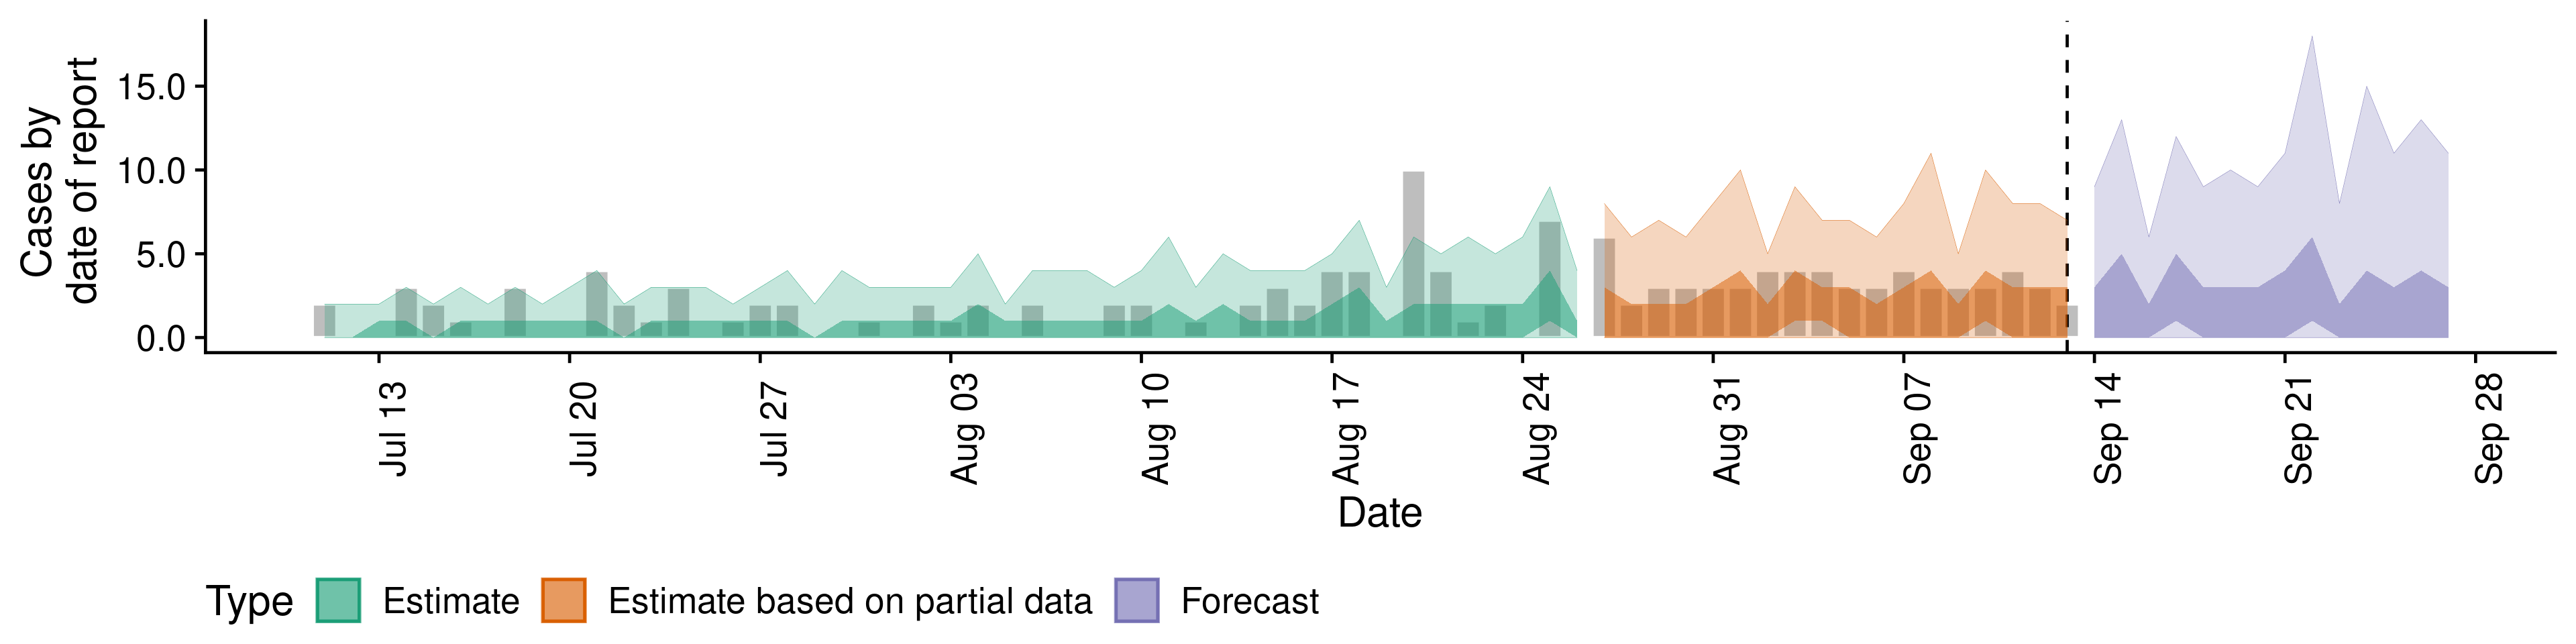 Cases by
date of report
15.0
10.0
5.0
0.0
Jul 13
Jul 20
Jul 27
Aug 03
Aug 10
Aug 17
Aug 24
Aug 31
Sep 07
Sep 14
Sep 21
Sep 28
Date
Type Estimate Estimate based on partial data Forecast